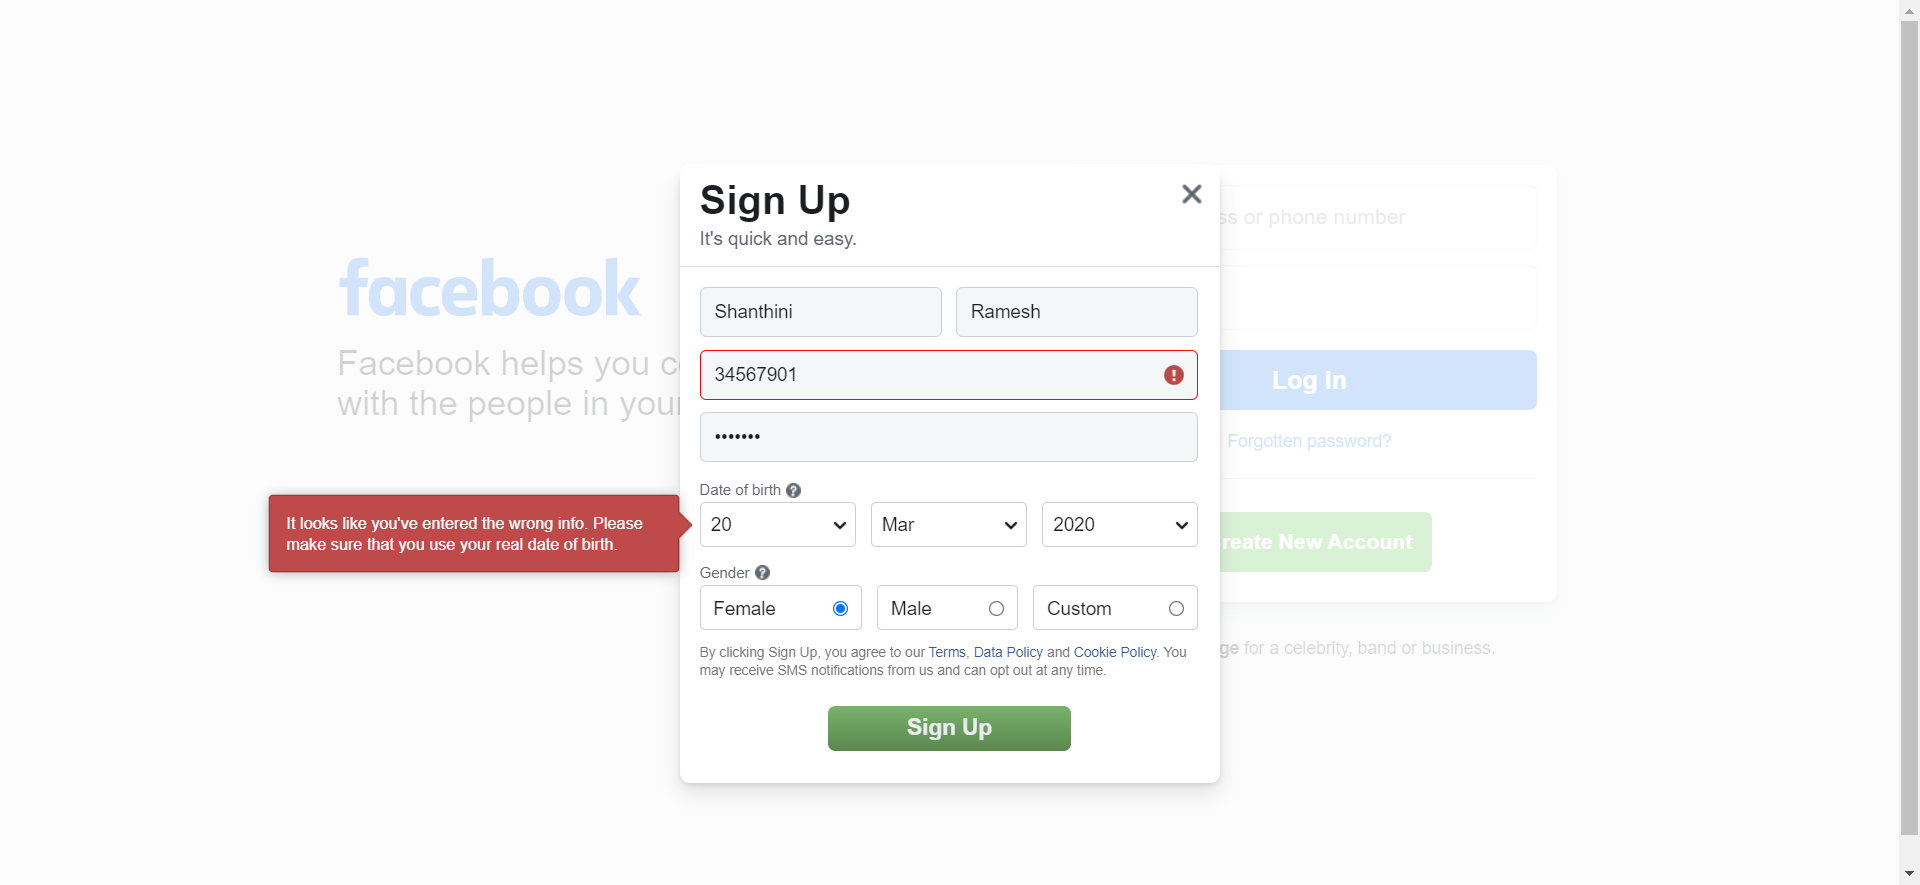 facebook
Facebook helps you c
with the people in your
Sign Up
It's quick and easy.
Shanthini
Ramesh
34567901
•••••••
Date of birth
20
Mar
2020
It looks like you've entered the wrong info. Please
make sure that you use your real date of birth.
Gender
Female
Male
Custom
By clicking Sign Up, you agree to our Terms, Data Policy and Cookie Policy. You
may receive SMS notifications from us and can opt out at any time.
Sign Up
or phone number
Log In
Forgotten password?
reate New Account
for a celebrity, band or business.